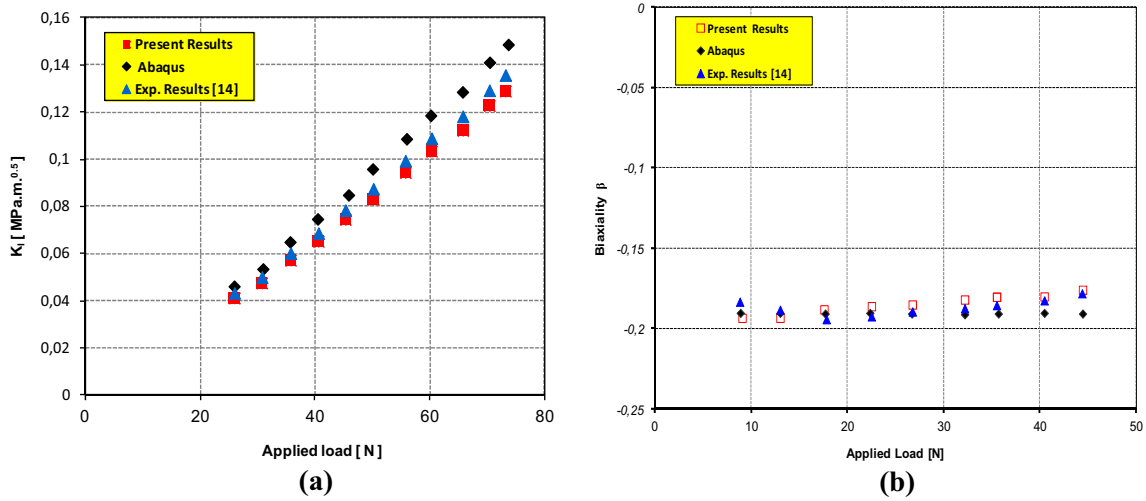 0,16
0,14
0,12
0,1
0,08
0,06
0,04
0,02
0
K_I [ MPa.m.^0.5]
Present Results
Abaqus
Exp. Results [14]
0 20 40 60 80
Applied load [ N ]
(a)
0
-0,05
-0,1
-0,15
-0,2
-0,25
Biaxiality β
Present Results
Abaqus
Exp. Results [14]
0 10 20 30 40 50
Applied Load [N]
(b)